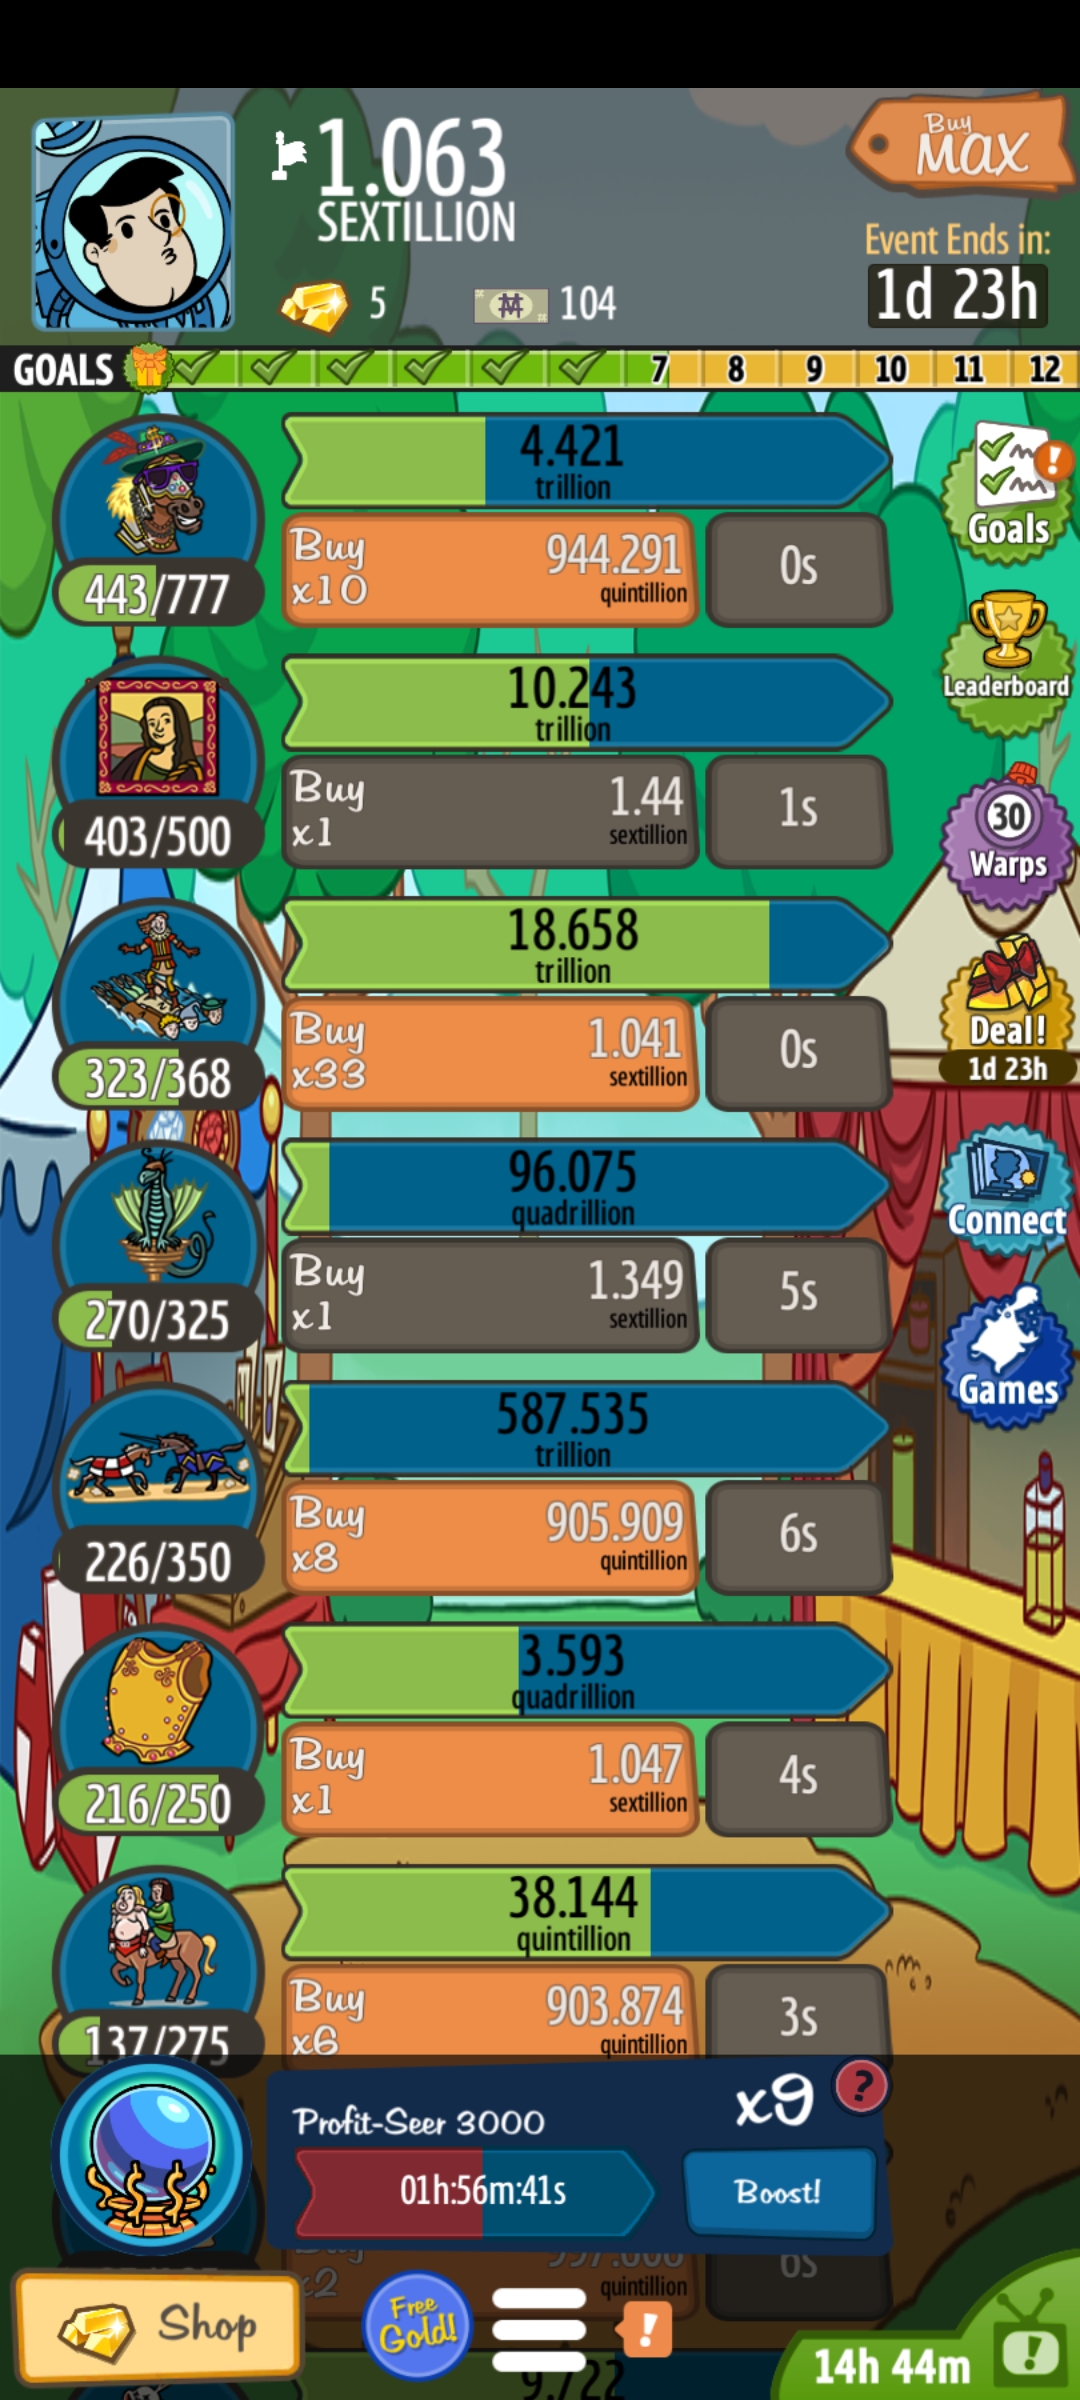 1.063
SEXTILLION
5
104
Buy
MAX
Event Ends in:
1d 23h
GOALS 7 8 9 10 11 12
4.421
trillion
Buy
x10
944.291
quintillion
0s
443/777
Goals
10.243
trillion
Buy
x1
1.44
sextillion
1s
403/500
Leaderboard
30
Warps
18.658
trillion
Buy
x33
1.041
sextillion
0s
323/368
Deal!
1d 23h
96.075
quadrillion
Buy
x1
1.349
sextillion
5s
270/325
Connect
Games
587.535
trillion
Buy
x8
905.909
quintillion
6s
226/350
3.593
quadrillion
Buy
x1
1.047
sextillion
4s
216/250
38.144
quintillion
Buy
x6
903.874
quintillion
3s
137/275
Profit-Seer 3000
x9
?
01h:56m:41s
Boost!
Buy
x2
quintillion
6s
Shop
Free
Gold!
!
9.722
14h 44m
!